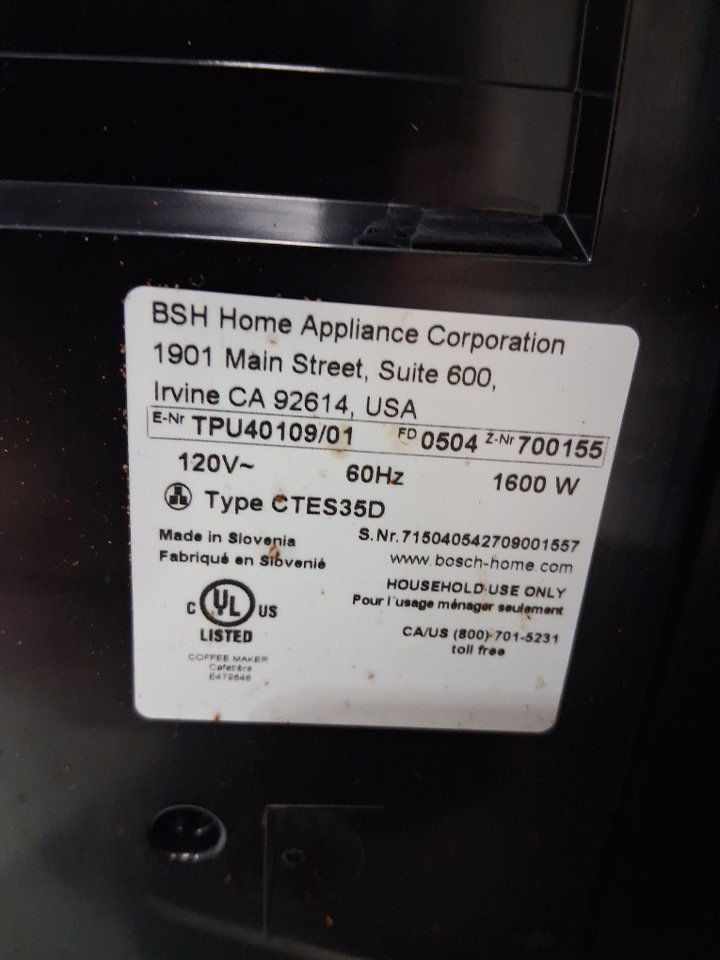 BSH Home Appliance Corporation
1901 Main Street, Suite 600,
Irvine CA 92614, USA
E-Nr TPU40109/01 FD 0504 Z-Nr 700155
120V~ 60Hz 1600 W
Type CTES35D
Made in Slovenia S.Nr.715040542709001557
Fabriqué en Slovénié www.bosch-home.com
HOUSEHOLD USE ONLY
Pour l'usage ménager seulement
C UL US
LISTED
CA/US (800) 701-5231
toll free
COFFEE MAKER
Cafetière
E479646